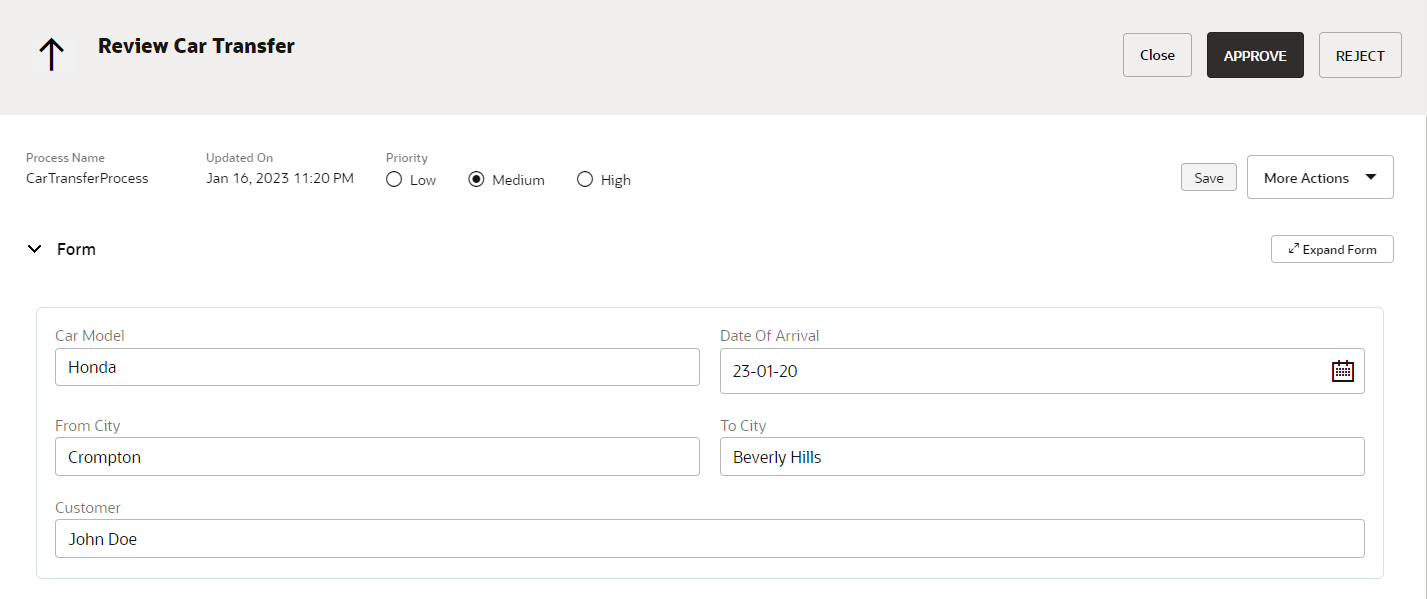 Review Car Transfer
Close
APPROVE
REJECT
Process Name
Updated On
Priority
CarTransferProcess
Jan 16, 2023 11:20 PM
Low
Medium
High
Save
More Actions
Form
Expand Form
Car Model
Date Of Arrival
Honda
23-01-20
From City
To City
Crompton
Beverly Hills
Customer
John Doe